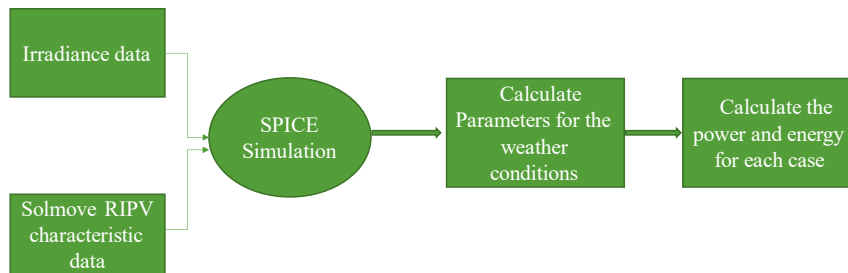 Irradiance data
Solmove RIPV
characteristic
data
SPICE
Simulation
Calculate
Parameters for the
weather
conditions
Calculate the
power and energy
for each case